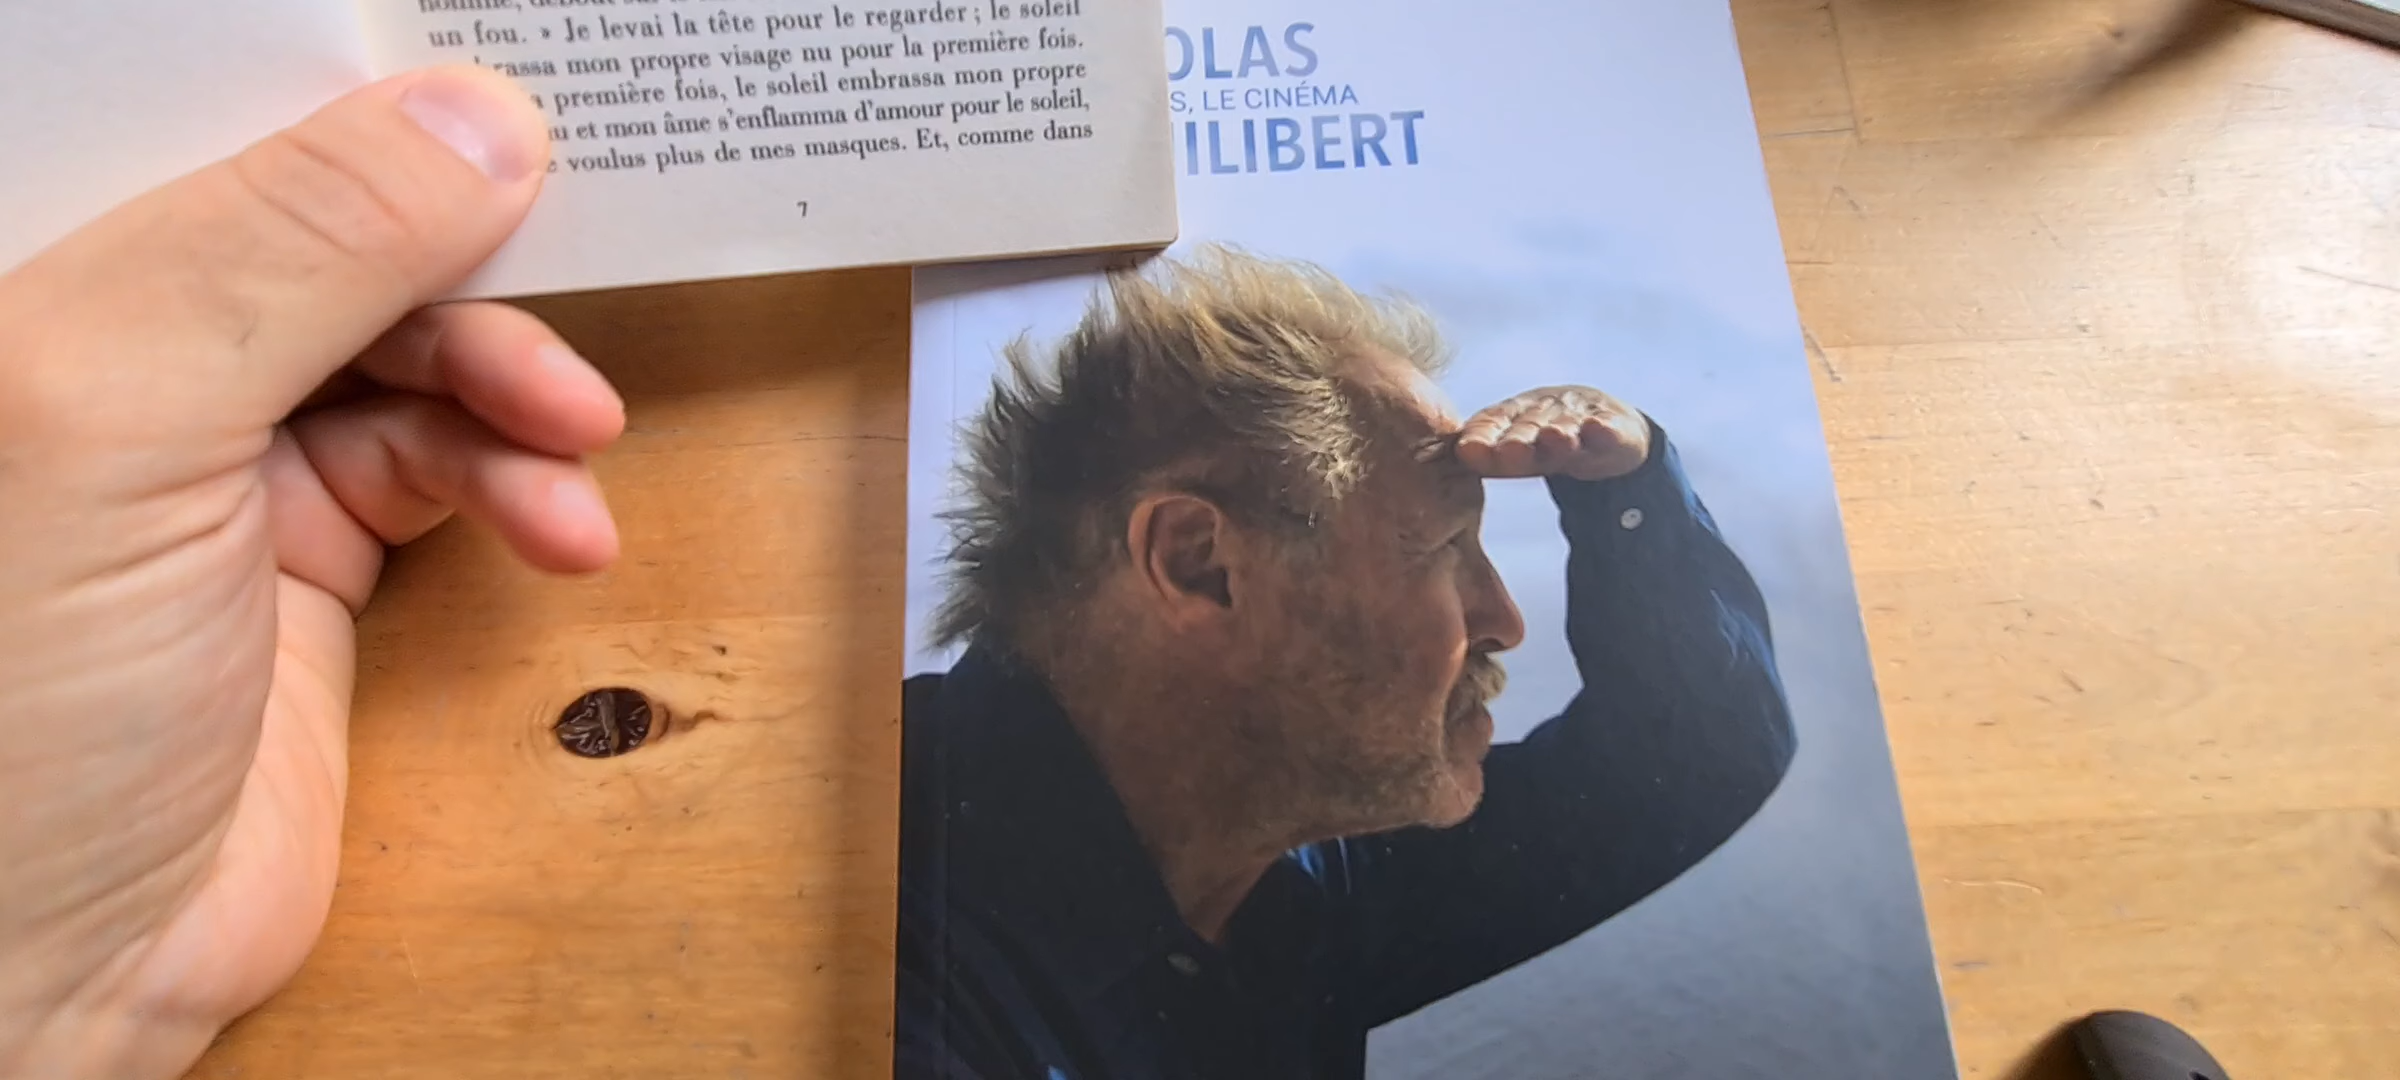 un fou. » Je levai la tête pour le regarder ; le soleil
rassa mon propre visage nu pour la première fois.
première fois, le soleil embrassa mon propre
et mon âme s'enflamma d'amour pour le soleil,
voulus plus de mes masques. Et, comme dans
7
OLAS
S, LE CINÉMA
ILIBERT